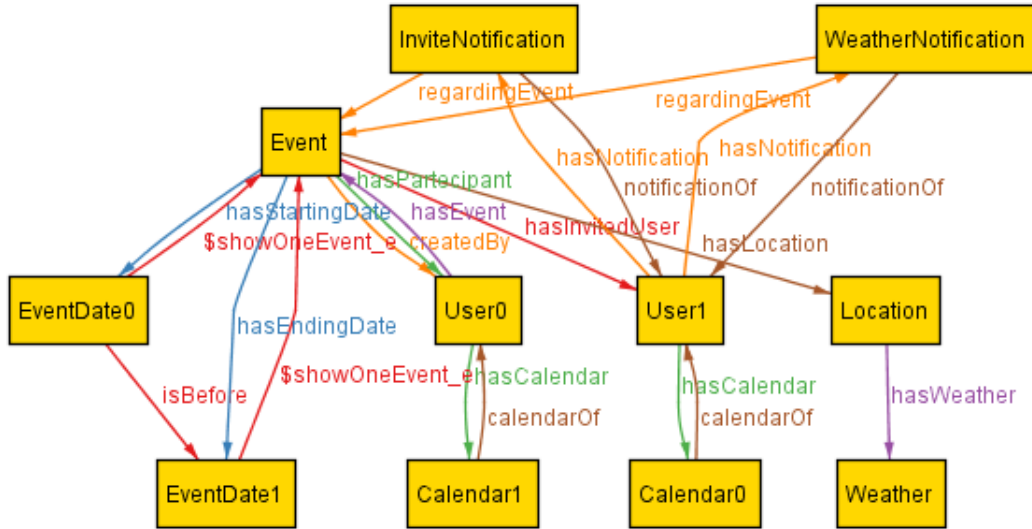 InviteNotification
WeatherNotification
regardingEvent
regardingEvent
Event
hasNotification
hasNotification
hasPartecipant
notificationOf
notificationOf
hasStartingDate
hasEvent
hasInvitedUser
$showOneEvent_e
createdBy
hasLocation
EventDate0
User0
User1
Location
hasEndingDate
$showOneEvent_e
hasCalendar
hasCalendar
isBefore
hasWeather
calendarOf
calendarOf
EventDate1
Calendar1
Calendar0
Weather